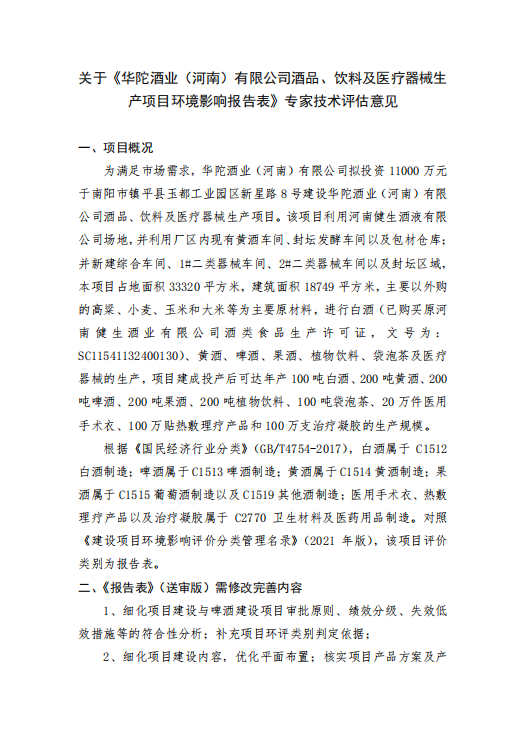 关于《华陀酒业（河南）有限公司酒品、饮料及医疗器械生
产项目环境影响报告表》专家技术评估意见
一、项目概况
为满足市场需求，华陀酒业（河南）有限公司拟投资 11000 万元
于南阳市镇平县玉都工业园区新星路 8 号建设华陀酒业（河南）有限
公司酒品、饮料及医疗器械生产项目。该项目利用河南健生酒液有限
公司场地，并利用厂区内现有黄酒车间、封坛发酵车间以及包材仓库；
并新建综合车间、1#二类器械车间、2#二类器械车间以及封坛区域，
本项目占地面积 33320 平方米，建筑面积 18749 平方米，主要以外购
的高粱、小麦、玉米和大米等为主要原材料，进行白酒（已购买原河
南健生酒业有限公司酒类食品生产许可证，文号为：
SC11541132400130）、黄酒、啤酒、果酒、植物饮料、袋泡茶及医疗
器械的生产，项目建成投产后可达年产 100 吨白酒、200 吨黄酒、200
吨啤酒、200 吨果酒、200 吨植物饮料、100 吨袋泡茶、20 万件医用
手术衣、100 万贴热敷理疗产品和 100 万支治疗凝胶的生产规模。
根据《国民经济行业分类》（GB/T4754-2017），白酒属于 C1512
白酒制造；啤酒属于 C1513 啤酒制造；黄酒属于 C1514 黄酒制造；果
酒属于 C1515 葡萄酒制造以及 C1519 其他酒制造；医用手术衣、热敷
理疗产品以及治疗凝胶属于 C2770 卫生材料及医药用品制造。对照
《建设项目环境影响评价分类管理名录》（2021 年版），该项目评价
类别为报告表。
二、《报告表》（送审版）需修改完善内容
1、细化项目建设与啤酒建设项目审批原则、绩效分级、失效低
效措施等的符合性分析；补充项目环评类别判定依据；
2、细化项目建设内容，优化平面布置；核实项目产品方案及产